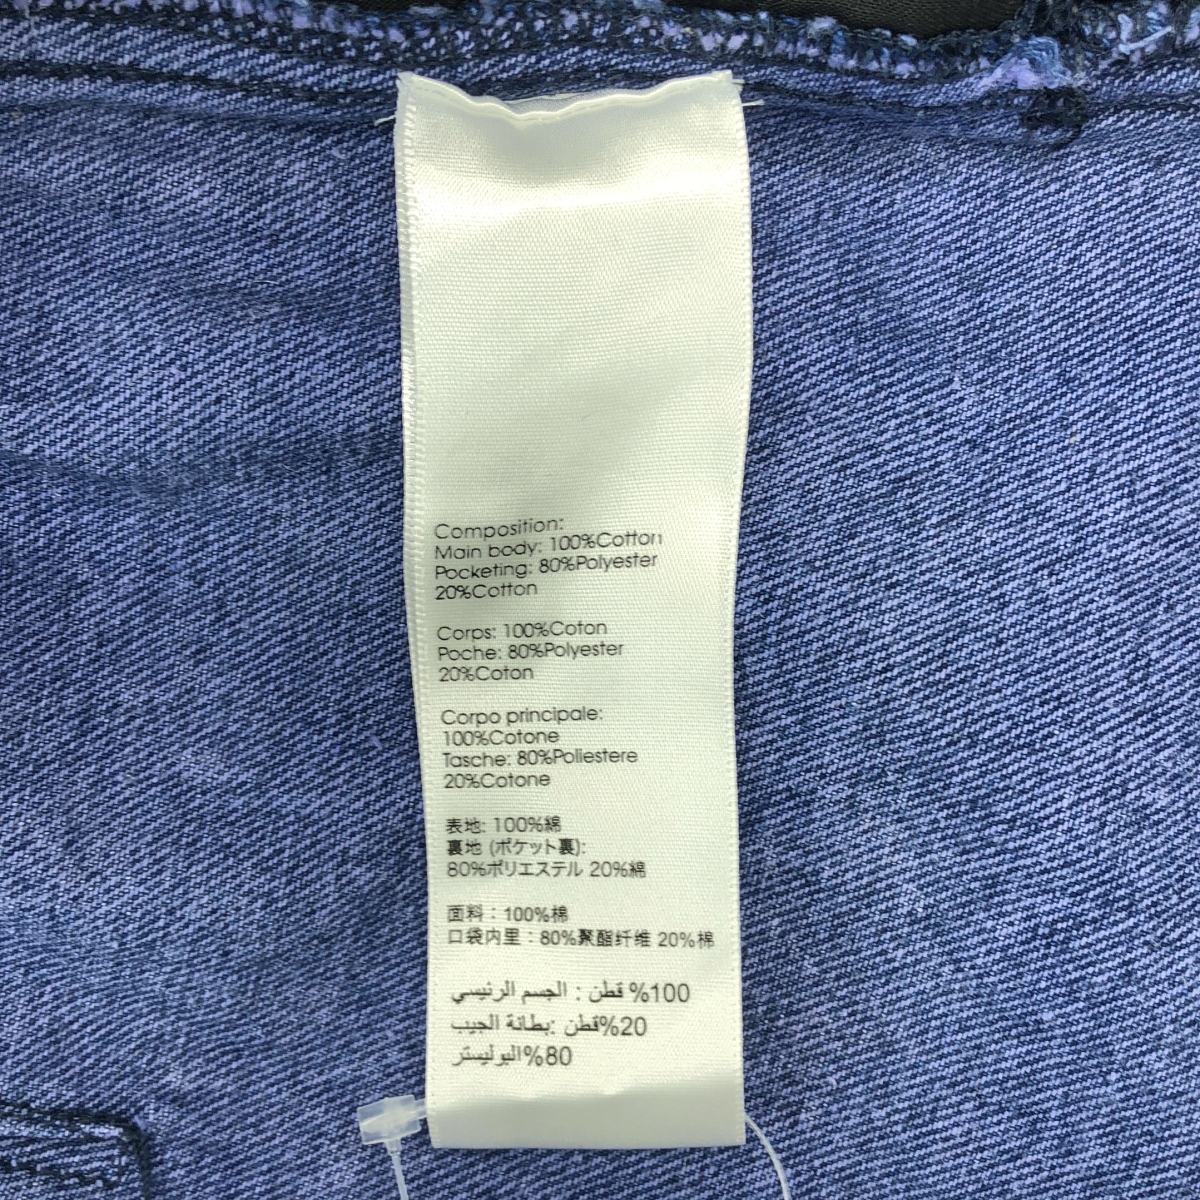 Composition:
Main body: 100%Cotton
Pocketing: 80%Polyester
20%Cotton
Corps: 100%Coton
Poche: 80%Polyester
20%Coton
Corpo principale:
100%Cotone
Tasche: 80%Poliestere
20%Cotone
表地: 100%綿
裏地 (ポケット裏):
80%ポリエステル 20%綿
面料：100%棉
口袋内里：80%聚酯纤维 20%棉
%100 قطن : الجسم الرئيسي
%20قطن :بطانة الجيب
%80البوليستر